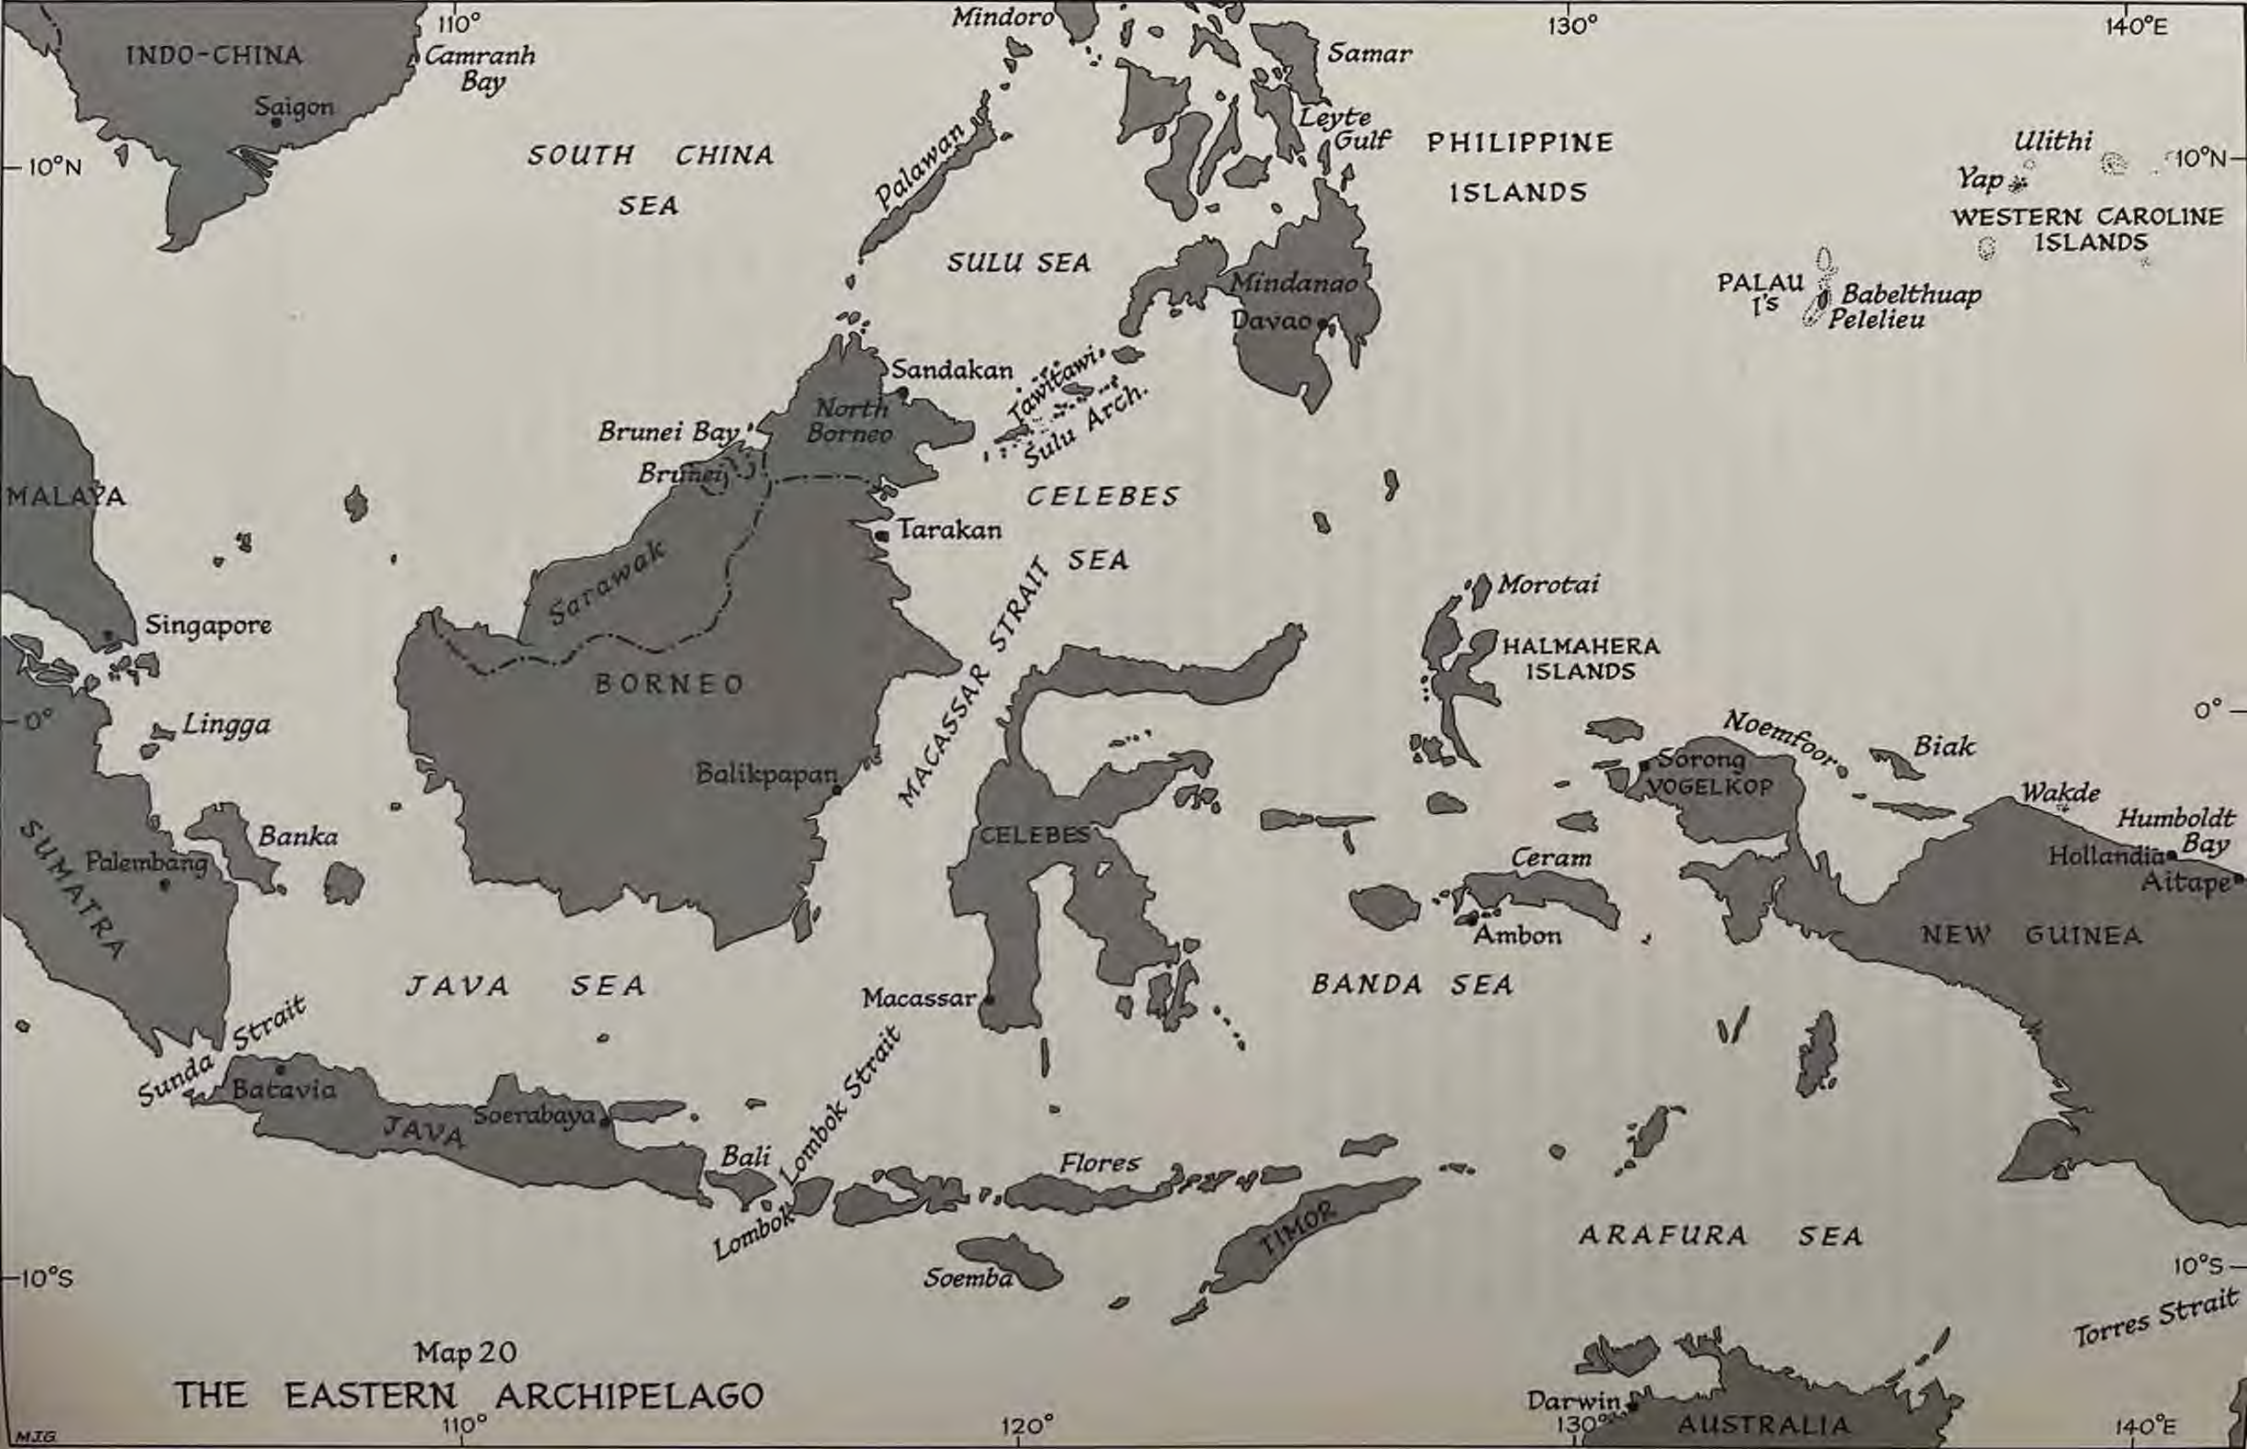 110°
Mindoro
130°
140°E
INDO-CHINA
Camranh
Bay
Samar
Saigon
Leyte
Gulf
PHILIPPINE
ISLANDS
SOUTH CHINA
SEA
Palawan
Ulithi
10°N
10°N
Yap
WESTERN CAROLINE
ISLANDS
SULU SEA
Mindanao
Davao
PALAU
I's
Babelthuap
Pelelieu
Sandakan
Tawitawi
Sulu Arch.
North
Borneo
Brunei Bay
Brunei
MALAYA
CELEBES
SEA
Tarakan
Sarawak
MACASSAR STRAIT
Morotai
Singapore
HALMAHERA
ISLANDS
BORNEO
0°
0°
Lingga
Noemfoor
Biak
Sorong
VOGELKOP
Balikpapan
Wakde
Humboldt
Bay
Hollandia
Aitape
SUMATRA
Banka
Palembang
CELEBES
Ceram
Ambon
NEW GUINEA
JAVA SEA
BANDA SEA
Macassar
Sunda Strait
Batavia
JAVA
Soerabaya
Lombok Strait
Bali
Lombok
Flores
TIMOR
ARAFURA SEA
Soemba
10°S
10°S
Torres Strait
Map 20
THE EASTERN ARCHIPELAGO
Darwin
AUSTRALIA
110°
120°
130°
140°E
M.J.G.